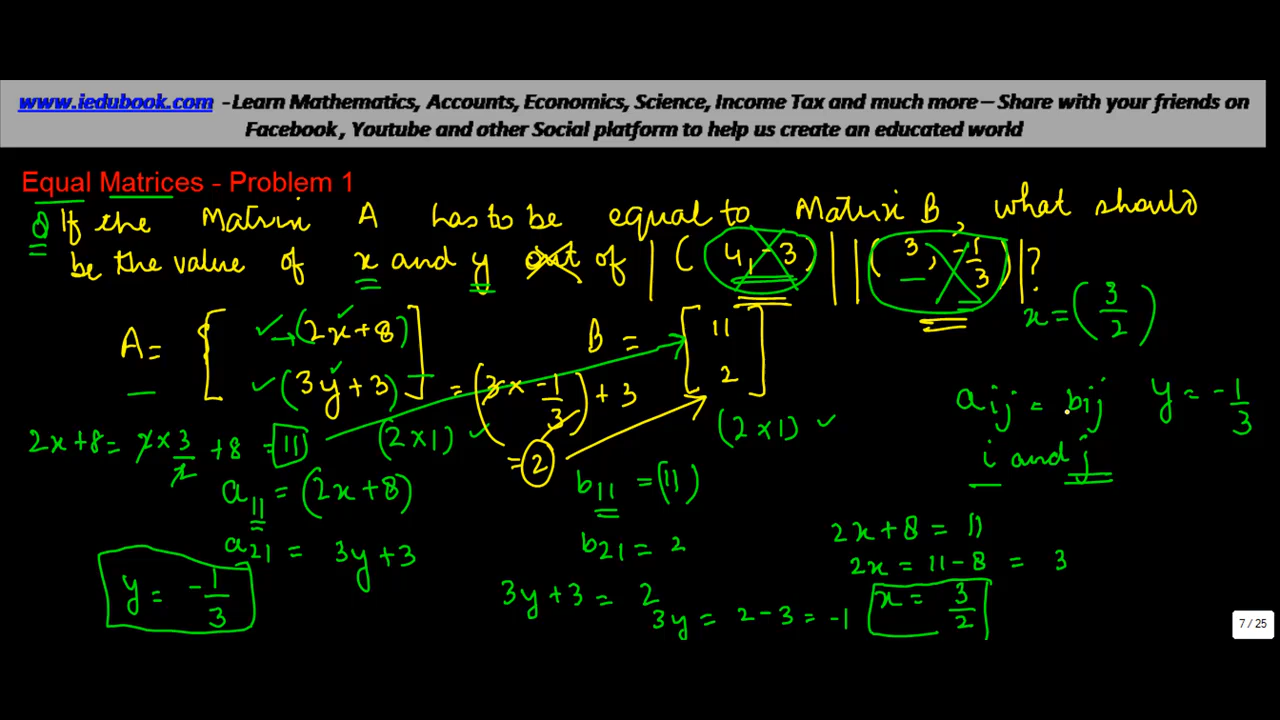 www.iedubook.com - Learn Mathematics, Accounts, Economics, Science, Income Tax and much more – Share with your friends on
Facebook, Youtube and other Social platform to help us create an educated world
Equal Matrices - Problem 1
Q If the Matrix A has to be equal to Matrix B, what should
be the value of x and y out of | (4, -3) | | (3, -1/3) | ?
x = (3/2)
A = [ (2x+8)
(3y+3) ] = (3 × -1/3) + 3
= 2
B = [ 11
2 ]
(2×1) (2×1)
aij = bij y = -1/3
i and j
2x+8 = 2 × 3/2 + 8 = 11
a11 = (2x+8) b11 = (11)
a21 = 3y+3 b21 = 2
2x+8 = 11
2x = 11-8 = 3
x = 3/2
3y+3 = 2
3y = 2-3 = -1
y = -1/3
7 / 25